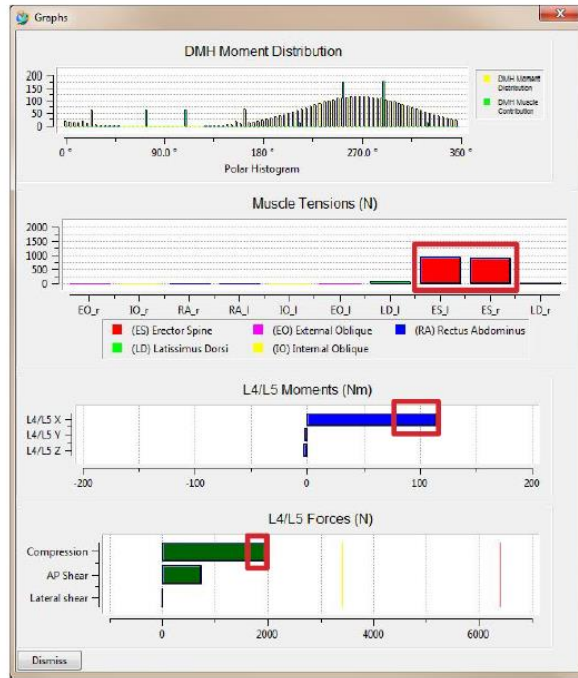 Graphs
DMH Moment Distribution
200
150
100
50
0
DMH Moment Distribution
DMH Muscle Contribution
0 ° 90.0 ° 180 ° 270.0 ° 360 °
Polar Histogram
Muscle Tensions (N)
2000
1500
1000
500
0
EO_r IO_r RA_r RA_l IO_l EO_l LD_l ES_l ES_r LD_r
(ES) Erector Spine (EO) External Oblique (RA) Rectus Abdominus
(LD) Latissimus Dorsi (IO) Internal Oblique
L4/L5 Moments (Nm)
L4/L5 X
L4/L5 Y
L4/L5 Z
-200 -100 0 100 200
L4/L5 Forces (N)
Compression
AP Shear
Lateral shear
0 2000 4000 6000
Dismiss